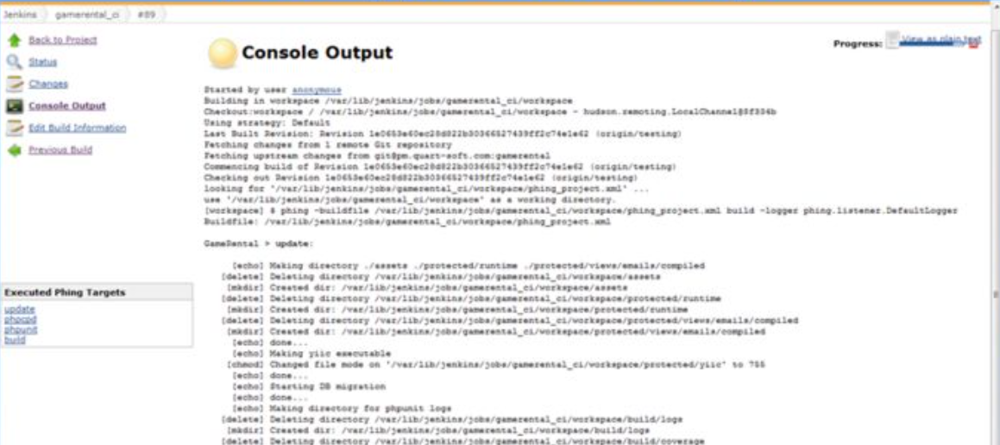 Jenkins gamerental_ci #89
Back to Project
Status
Changes
Console Output
Edit Build Information
Previous Build
Executed Phing Targets
update
phpcpd
phpunit
build
Console Output
Progress: View as plain text
Started by user anonymous
Building in workspace /var/lib/jenkins/jobs/gamerental_ci/workspace
Checkout:workspace / /var/lib/jenkins/jobs/gamerental_ci/workspace - hudson.remoting.LocalChannel@
Using strategy: Default
Last Built Revision: Revision (origin/testing)
Fetching changes from 1 remote Git repository
Fetching upstream changes from git@pm.quart-soft.com:gamerental
Commencing build of Revision (origin/testing)
Checking out Revision (origin/testing)
looking for '/var/lib/jenkins/jobs/gamerental_ci/workspace/phing_project.xml' ...
use '/var/lib/jenkins/jobs/gamerental_ci/workspace' as a working directory.
[workspace] $ phing -buildfile /var/lib/jenkins/jobs/gamerental_ci/workspace/phing_project.xml build -logger phing.listener.DefaultLogger
Buildfile: /var/lib/jenkins/jobs/gamerental_ci/workspace/phing_project.xml
GameRental > update:
[echo] Making directory ./assets ./protected/runtime ./protected/views/emails/compiled
[delete] Deleting directory /var/lib/jenkins/jobs/gamerental_ci/workspace/assets
[mkdir] Created dir: /var/lib/jenkins/jobs/gamerental_ci/workspace/assets
[delete] Deleting directory /var/lib/jenkins/jobs/gamerental_ci/workspace/protected/runtime
[mkdir] Created dir: /var/lib/jenkins/jobs/gamerental_ci/workspace/protected/runtime
[delete] Deleting directory /var/lib/jenkins/jobs/gamerental_ci/workspace/protected/views/emails/compiled
[mkdir] Created dir: /var/lib/jenkins/jobs/gamerental_ci/workspace/protected/views/emails/compiled
[echo] done...
[echo] Making yiic executable
[chmod] Changed file mode on '/var/lib/jenkins/jobs/gamerental_ci/workspace/protected/yiic' to 755
[echo] done...
[echo] Starting DB migration
[echo] done...
[echo] Making directory for phpunit logs
[delete] Deleting directory /var/lib/jenkins/jobs/gamerental_ci/workspace/build/logs
[mkdir] Created dir: /var/lib/jenkins/jobs/gamerental_ci/workspace/build/logs
[delete] Deleting directory /var/lib/jenkins/jobs/gamerental_ci/workspace/build/coverage